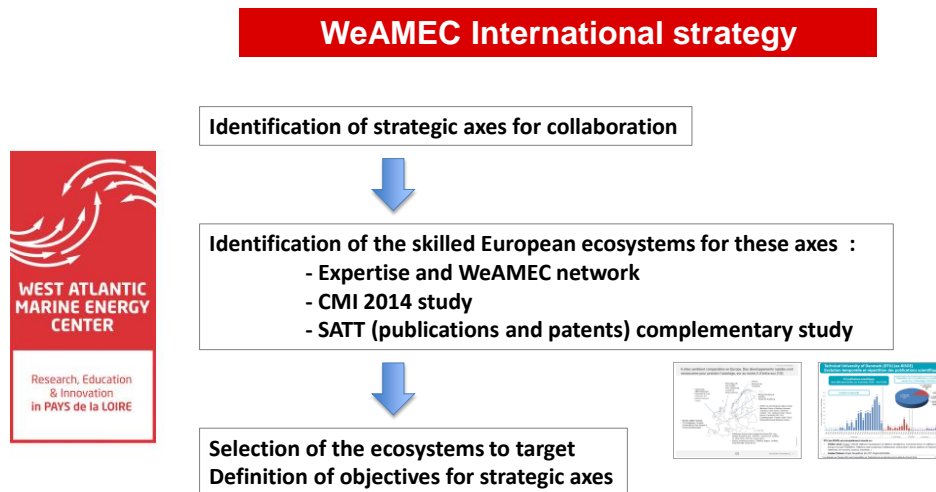 WeAMEC International strategy
Identification of strategic axes for collaboration
Identification of the skilled European ecosystems for these axes :
- Expertise and WeAMEC network
- CMI 2014 study
- SATT (publications and patents) complementary study
WEST ATLANTIC
MARINE ENERGY
CENTER
Research, Education
& Innovation
in PAYS de la LOIRE
Selection of the ecosystems to target
Definition of objectives for strategic axes